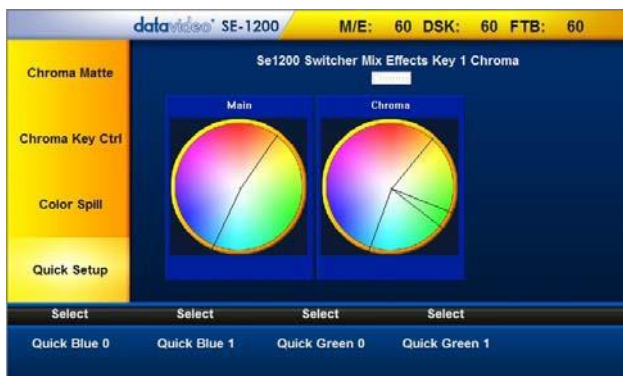 datavideo SE-1200 M/E: 60 DSK: 60 FTB: 60
Se1200 Switcher Mix Effects Key 1 Chroma
Chroma Matte
Chroma Key Ctrl
Color Spill
Quick Setup
Main
Chroma
Select Select Select Select
Quick Blue 0 Quick Blue 1 Quick Green 0 Quick Green 1